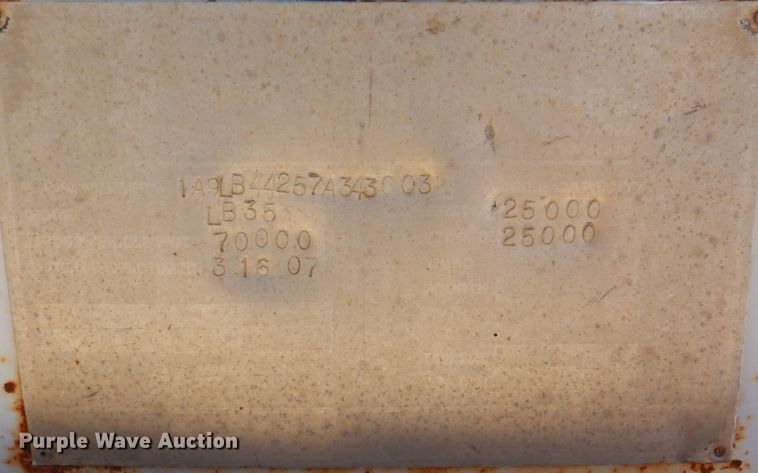 1A9LB44257A343003
LB35
70000
3 16 07
25000
25000
Purple Wave Auction